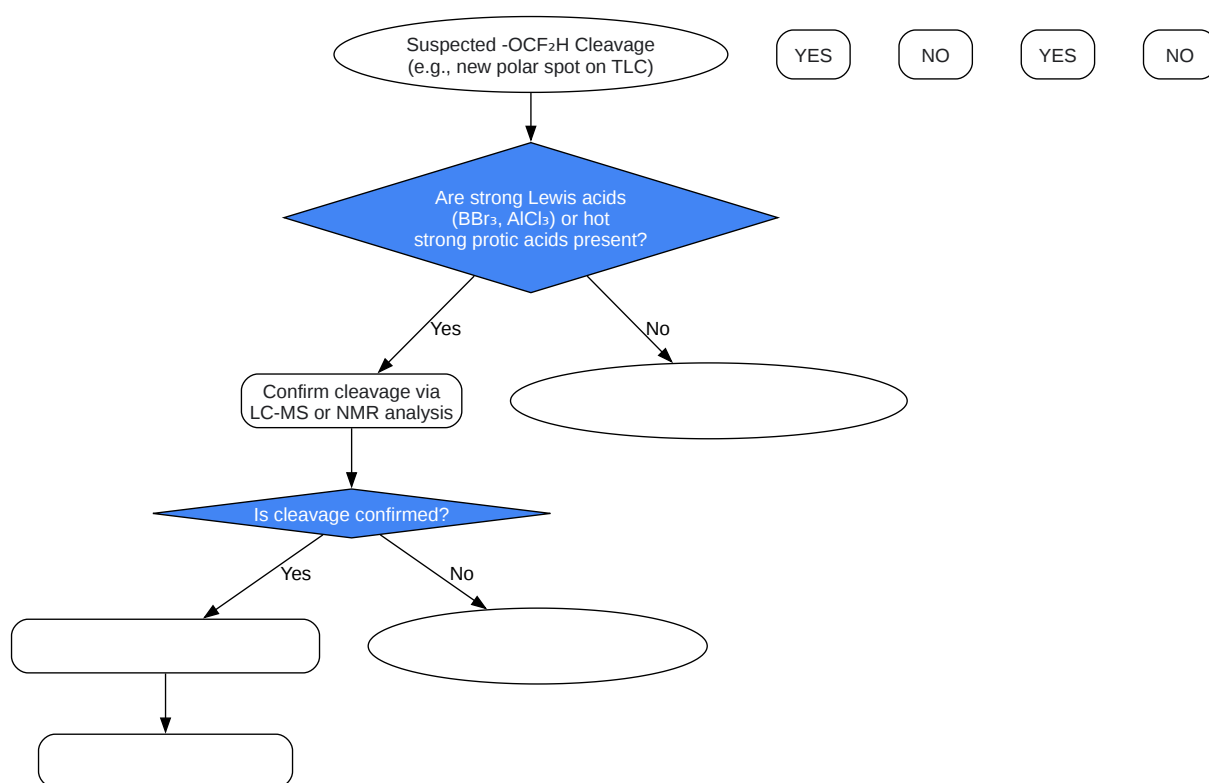 Suspected -OCF₂H Cleavage
(e.g., new polar spot on TLC)
YES
NO
YES
NO
Are strong Lewis acids
(BBr₃, AlCl₃) or hot
strong protic acids present?
Yes
No
Confirm cleavage via
LC-MS or NMR analysis
Is cleavage confirmed?
Yes
No